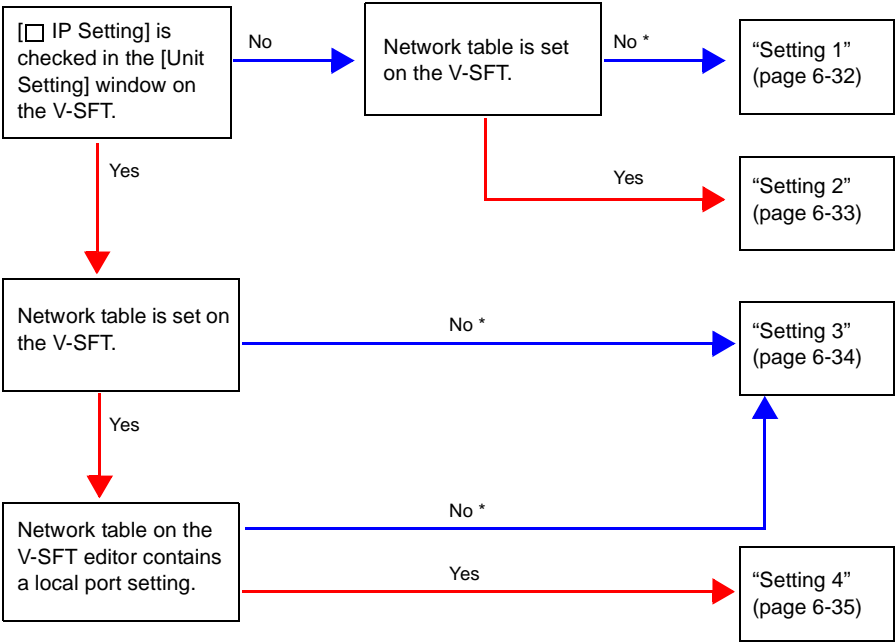 [□ IP Setting] is
checked in the [Unit
Setting] window on
the V-SFT.
No
Network table is set
on the V-SFT.
No *
“Setting 1”
(page 6-32)
Yes
Yes
“Setting 2”
(page 6-33)
Network table is set on
the V-SFT.
No *
“Setting 3”
(page 6-34)
Yes
Network table on the
V-SFT editor contains
a local port setting.
No *
Yes
“Setting 4”
(page 6-35)